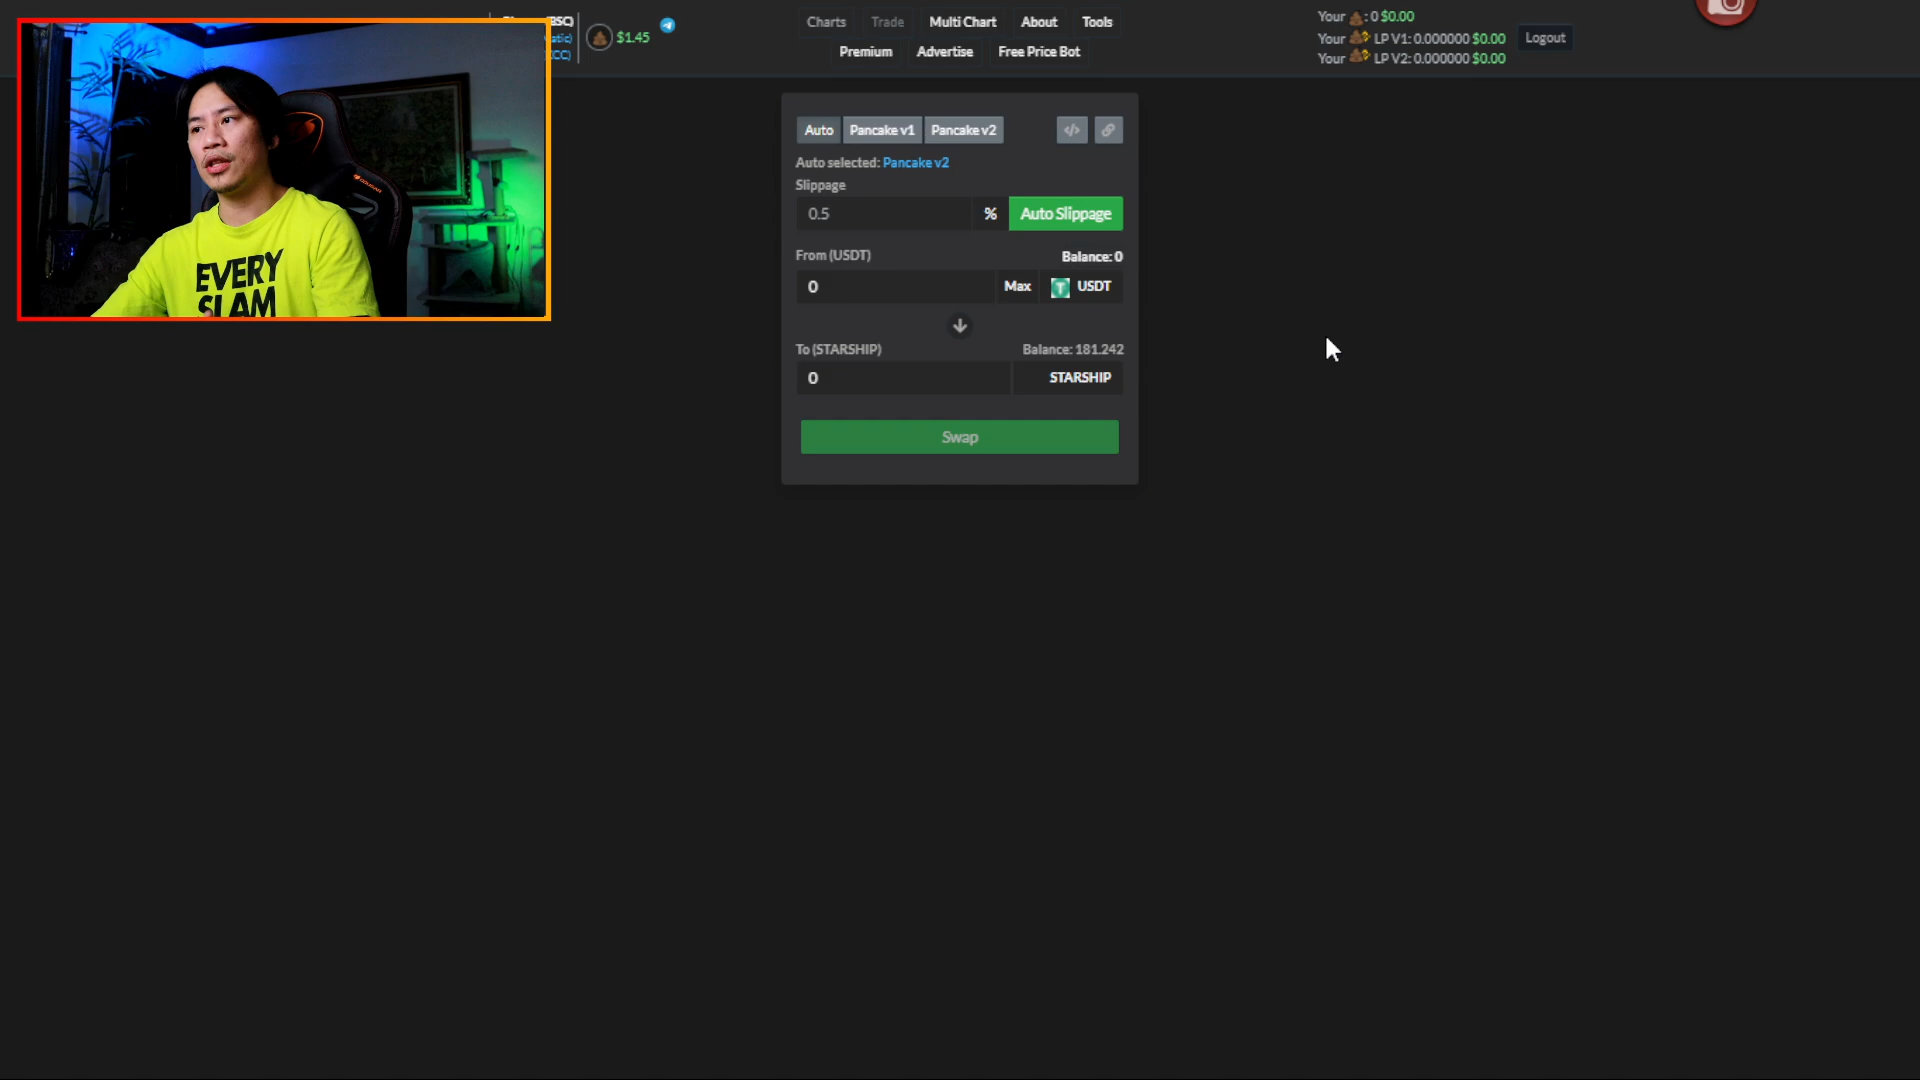 BSC)
$1.45
Charts Trade Multi Chart About Tools
Premium Advertise Free Price Bot
Your : 0 $0.00
Your LP V1: 0.000000 $0.00
Your LP V2: 0.000000 $0.00
Logout
EVERY
SLAM
COUGAR
Auto Pancake v1 Pancake v2
Auto selected: Pancake v2
Slippage
0.5 % Auto Slippage
From (USDT) Balance: 0
0 Max USDT
To (STARSHIP) Balance: 181.242
0 STARSHIP
Swap